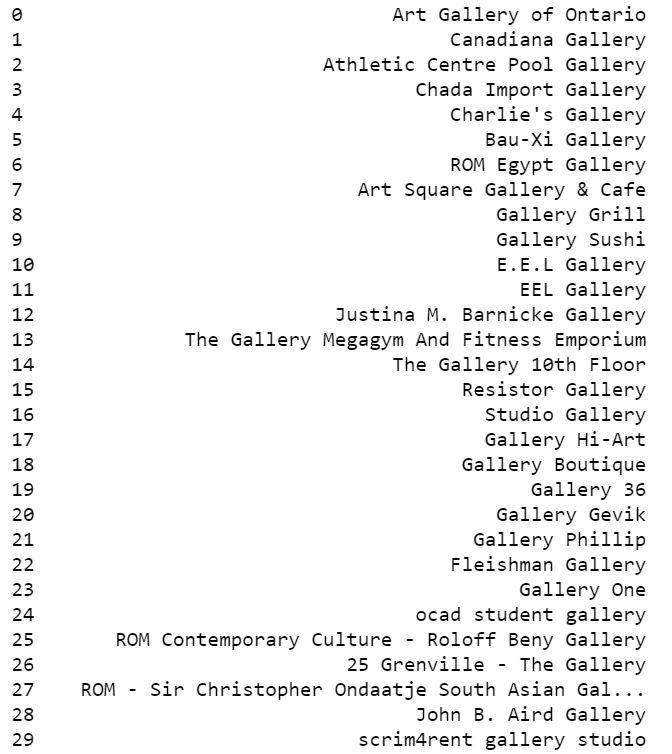 0 Art Gallery of Ontario
1 Canadiana Gallery
2 Athletic Centre Pool Gallery
3 Chada Import Gallery
4 Charlie's Gallery
5 Bau-Xi Gallery
6 ROM Egypt Gallery
7 Art Square Gallery & Cafe
8 Gallery Grill
9 Gallery Sushi
10 E.E.L Gallery
11 EEL Gallery
12 Justina M. Barnicke Gallery
13 The Gallery Megagym And Fitness Emporium
14 The Gallery 10th Floor
15 Resistor Gallery
16 Studio Gallery
17 Gallery Hi-Art
18 Gallery Boutique
19 Gallery 36
20 Gallery Gevik
21 Gallery Phillip
22 Fleishman Gallery
23 Gallery One
24 ocad student gallery
25 ROM Contemporary Culture - Roloff Beny Gallery
26 25 Grenville - The Gallery
27 ROM - Sir Christopher Ondaatje South Asian Gal...
28 John B. Aird Gallery
29 scrim4rent gallery studio